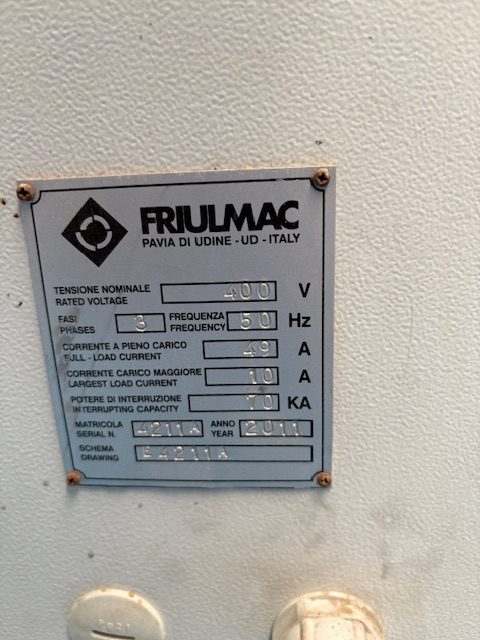 FRIULMAC
PAVIA DI UDINE - UD - ITALY
TENSIONE NOMINALE
RATED VOLTAGE 400 V
FASI
PHASES 3 FREQUENZA
FREQUENCY 50 Hz
CORRENTE A PIENO CARICO
FULL - LOAD CURRENT 49 A
CORRENTE CARICO MAGGIORE
LARGEST LOAD CURRENT 10 A
POTERE DI INTERRUZIONE
INTERRUPTING CAPACITY 10 KA
MATRICOLA
SERIAL N. 4211A ANNO
YEAR 2011
SCHEMA
DRAWING E4211A